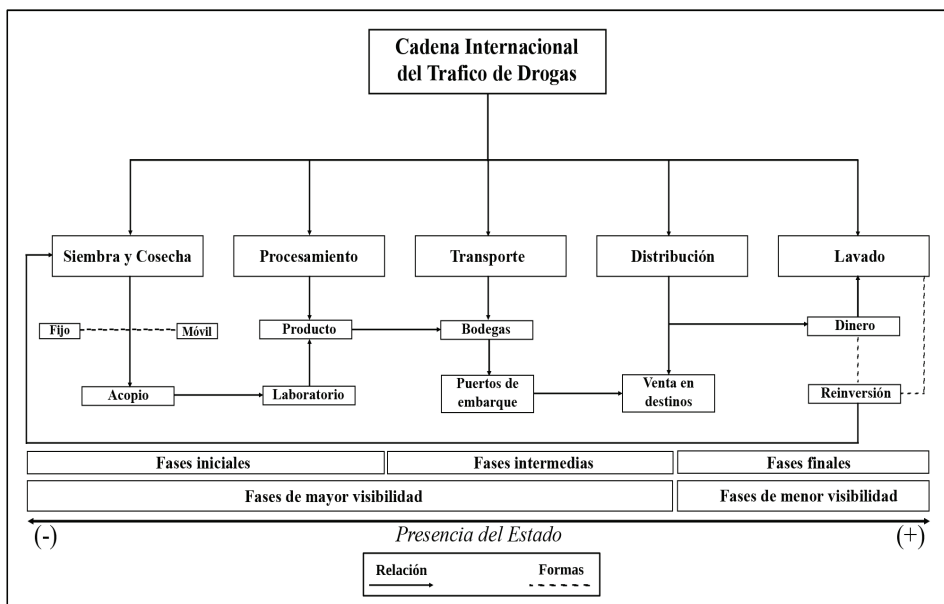 Cadena Internacional
del Trafico de Drogas
Siembra y Cosecha
Procesamiento
Transporte
Distribución
Lavado
Fijo
Móvil
Producto
Bodegas
Dinero
Acopio
Laboratorio
Puertos de
embarque
Venta en
destinos
Reinversión
Fases iniciales
Fases intermedias
Fases finales
Fases de mayor visibilidad
Fases de menor visibilidad
(-)
Presencia del Estado
(+)
Relación
Formas